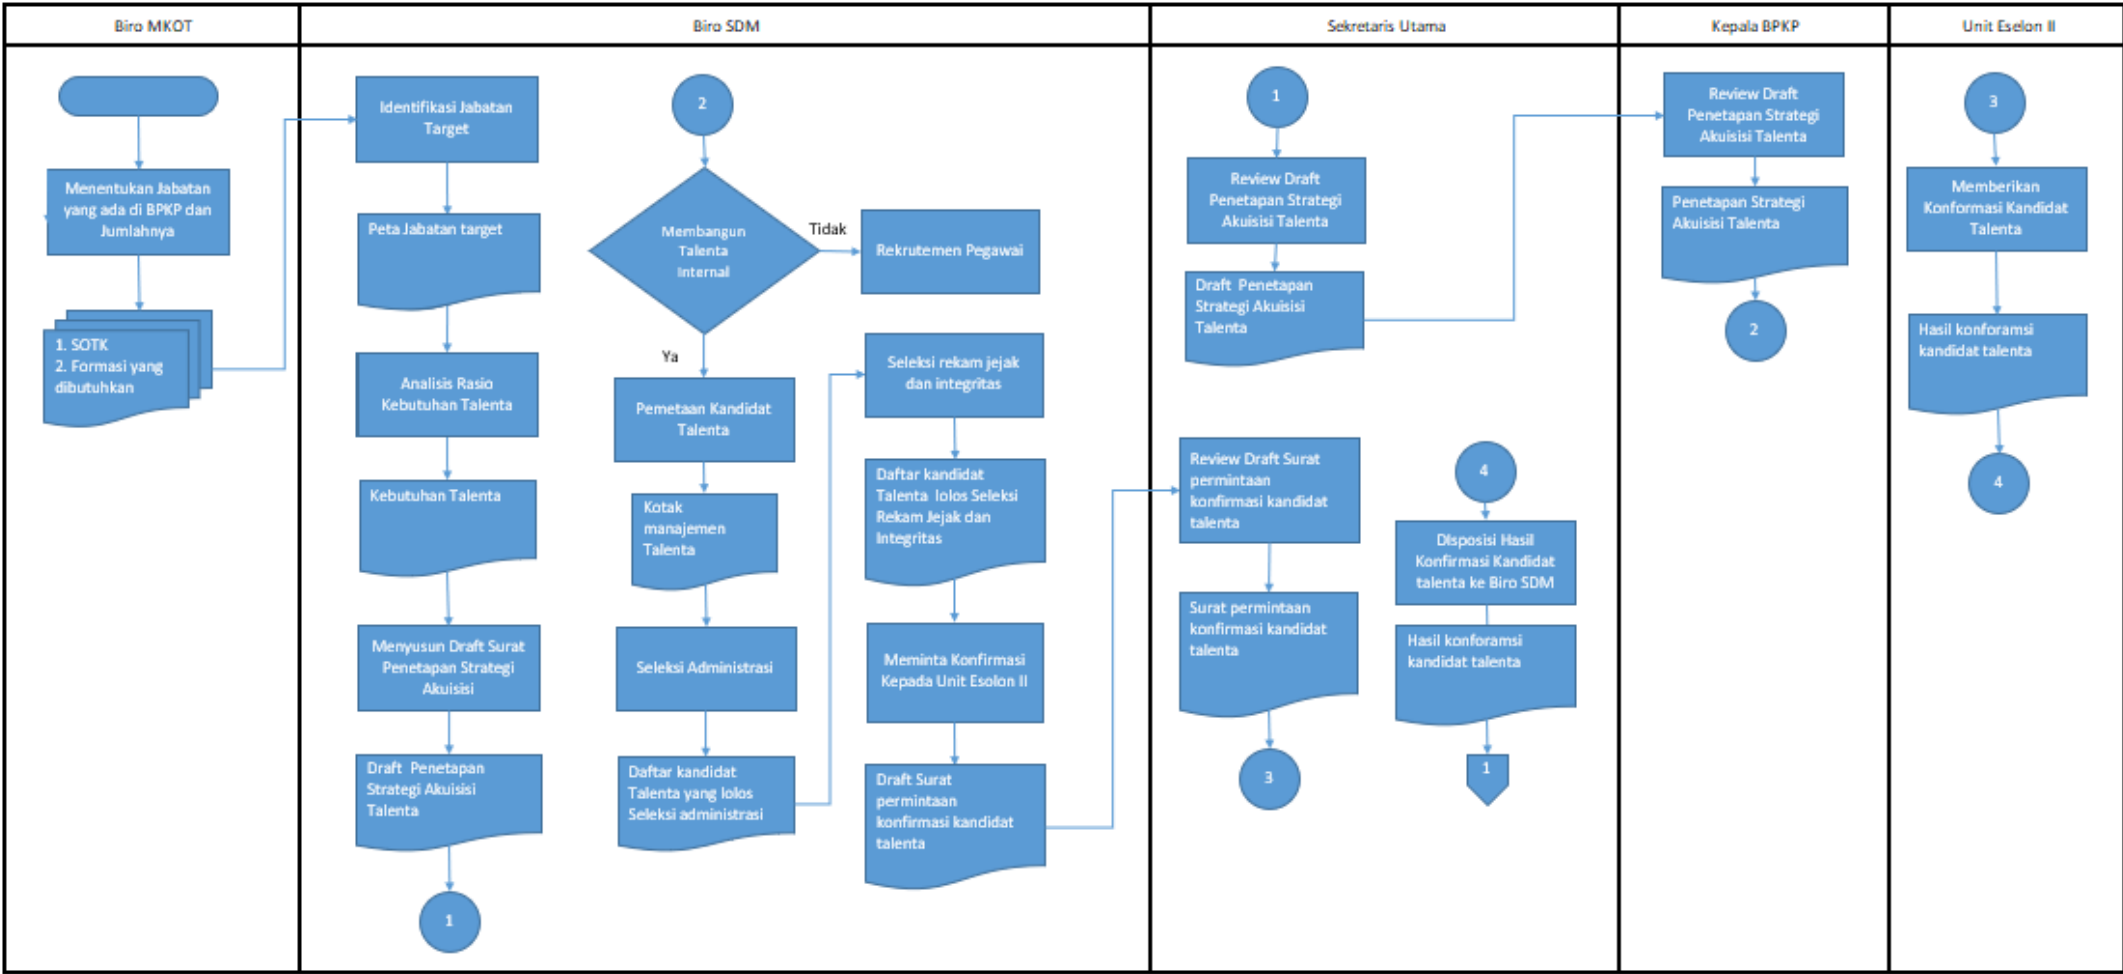 Biro MKOT
Biro SDM
Sekretaris Utama
Kepala BPKP
Unit Eselon II
Menentukan Jabatan
yang ada di BPKP dan
Jumlahnya
1. SOTK
2. Formasi yang
dibutuhkan
Identifikasi Jabatan
Target
Peta Jabatan target
Analisis Rasio
Kebutuhan Talenta
Kebutuhan Talenta
Menyusun Draft Surat
Penetapan Strategi
Akuisisi
Draft Penetapan
Strategi Akuisisi
Talenta
1
2
Membangun
Talenta
Internal
Tidak
Rekrutemen Pegawai
Ya
Pemetaan Kandidat
Talenta
Kotak
manajemen
Talenta
Seleksi Administrasi
Daftar kandidat
Talenta yang lolos
Seleksi administrasi
Seleksi rekam jejak
dan integritas
Daftar kandidat
Talenta lolos Seleksi
Rekam Jejak dan
Integritas
Meminta Konfirmasi
Kepada Unit Esolon II
Draft Surat
permintaan
konfirmasi kandidat
talenta
1
Review Draft
Penetapan Strategi
Akuisisi Talenta
Draft Penetapan
Strategi Akuisisi
Talenta
Review Draft Surat
permintaan
konfirmasi kandidat
talenta
Surat permintaan
konfirmasi kandidat
talenta
3
4
DIsposisi Hasil
Konfirmasi Kandidat
talenta ke Biro SDM
Hasil konforamsi
kandidat talenta
1
Review Draft
Penetapan Strategi
Akuisisi Talenta
Penetapan Strategi
Akuisisi Talenta
2
3
Memberikan
Konformasi Kandidat
Talenta
Hasil konforamsi
kandidat talenta
4